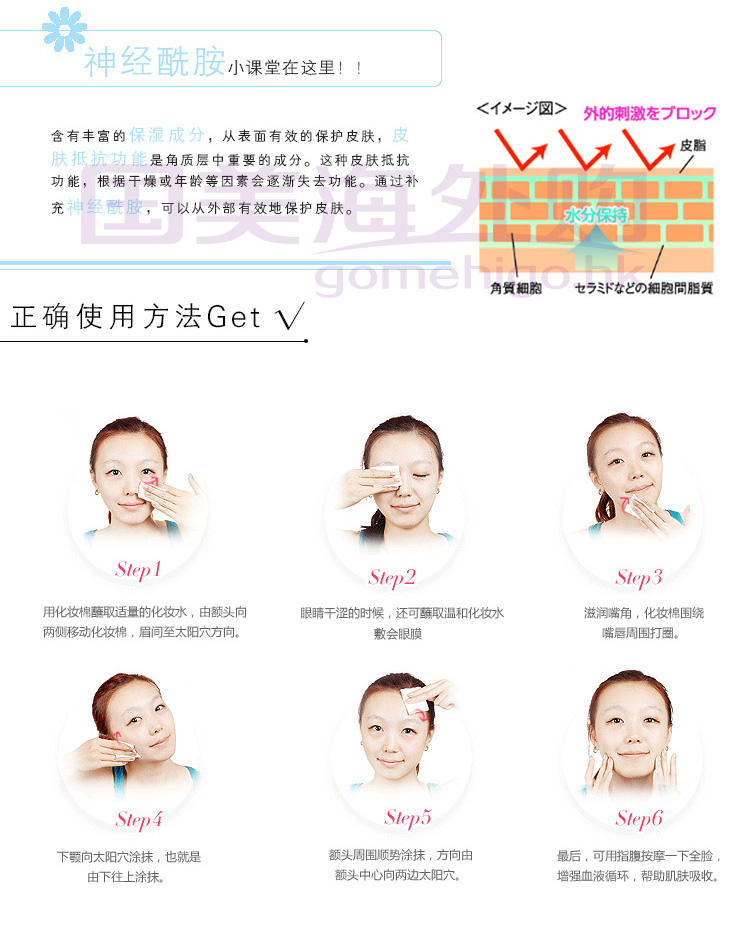 神经酰胺小课堂在这里！！
含有丰富的保湿成分，从表面有效的保护皮肤，皮
肤抵抗功能是角质层中重要的成分。这种皮肤抵抗
功能，根据干燥或年龄等因素会逐渐失去功能。通过补
充神经酰胺，可以从外部有效地保护皮肤。
<イメージ図>
外的刺激をブロック
皮脂
水分保持
角質細胞
セラミドなどの細胞間脂質
国美海外购
gomehigo.hk
正确使用方法Get √
Step1
用化妆棉蘸取适量的化妆水，由额头向
两侧移动化妆棉，眉间至太阳穴方向。
Step2
眼睛干涩的时候，还可蘸取温和化妆水
敷会眼膜
Step3
滋润嘴角，化妆棉围绕
嘴唇周围打圈。
Step4
下颚向太阳穴涂抹，也就是
由下往上涂抹。
Step5
额头周围顺势涂抹，方向由
额头中心向两边太阳穴。
Step6
最后，可用指腹按摩一下全脸，
增强血液循环，帮助肌肤吸收。